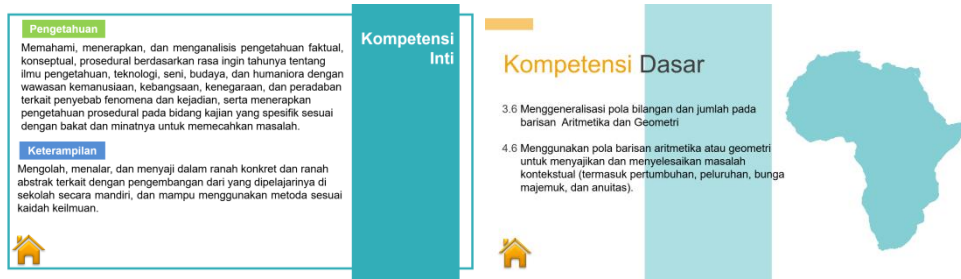 Pengetahuan
Memahami, menerapkan, dan menganalisis pengetahuan faktual,
konseptual, prosedural berdasarkan rasa ingin tahunya tentang
ilmu pengetahuan, teknologi, seni, budaya, dan humaniora dengan
wawasan kemanusiaan, kebangsaan, kenegaraan, dan peradaban
terkait penyebab fenomena dan kejadian, serta menerapkan
pengetahuan prosedural pada bidang kajian yang spesifik sesuai
dengan bakat dan minatnya untuk memecahkan masalah.
Keterampilan
Mengolah, menalar, dan menyaji dalam ranah konkret dan ranah
abstrak terkait dengan pengembangan dari yang dipelajarinya di
sekolah secara mandiri, dan mampu menggunakan metoda sesuai
kaidah keilmuan.
Kompetensi
Inti
Kompetensi Dasar
3.6 Menggeneralisasi pola bilangan dan jumlah pada
barisan Aritmetika dan Geometri
4.6 Menggunakan pola barisan aritmetika atau geometri
untuk menyajikan dan menyelesaikan masalah
kontekstual (termasuk pertumbuhan, peluruhan, bunga
majemuk, dan anuitas).